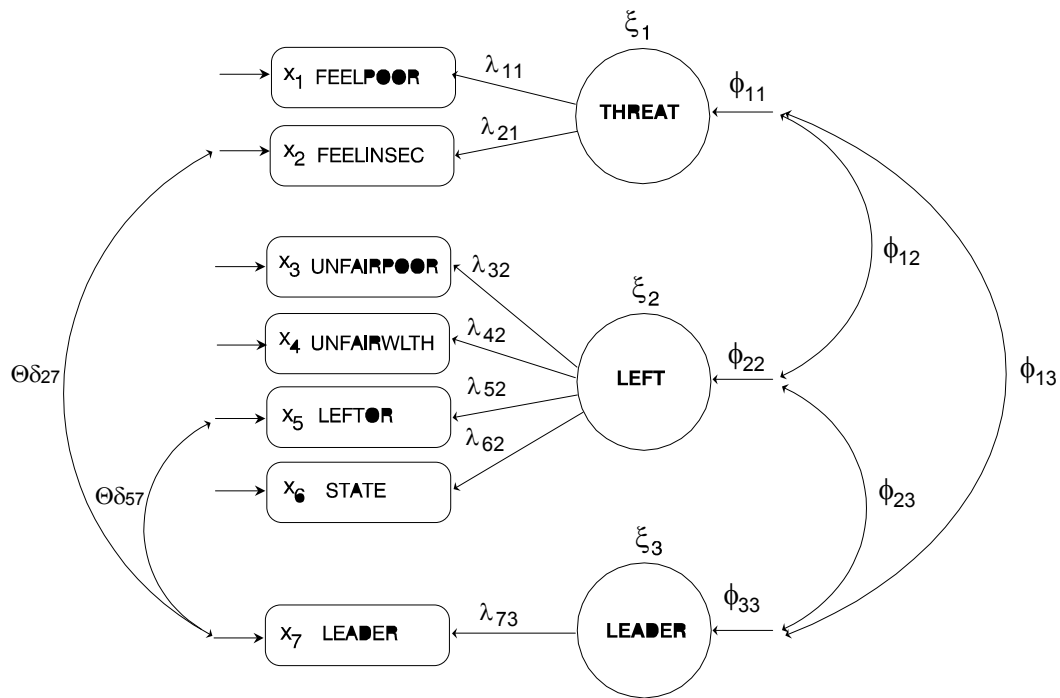 ξ1
x1 FEELPOOR
λ11
THREAT
ϕ11
x2 FEELINSEC
λ21
ϕ12
x3 UNFAIRPOOR
λ32
ξ2
x4 UNFAIRWLTH
λ42
LEFT
ϕ22
ϕ13
Θδ27
x5 LEFTOR
λ52
λ62
Θδ57
x6 STATE
ϕ23
ξ3
x7 LEADER
λ73
LEADER
ϕ33